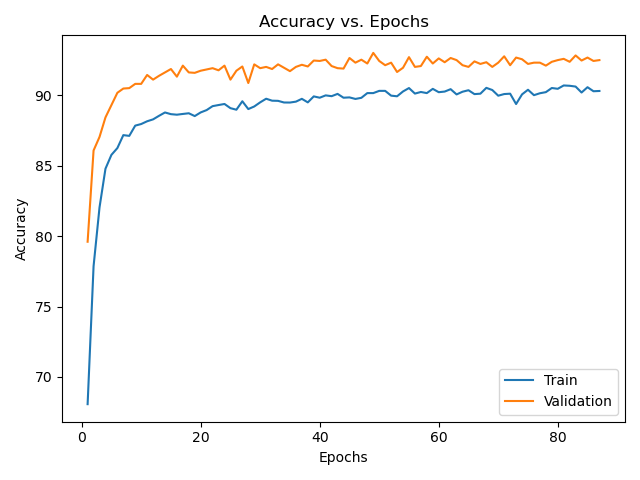 Accuracy vs. Epochs
Accuracy
90
85
80
75
70
0 20 40 60 80
Epochs
Train
Validation